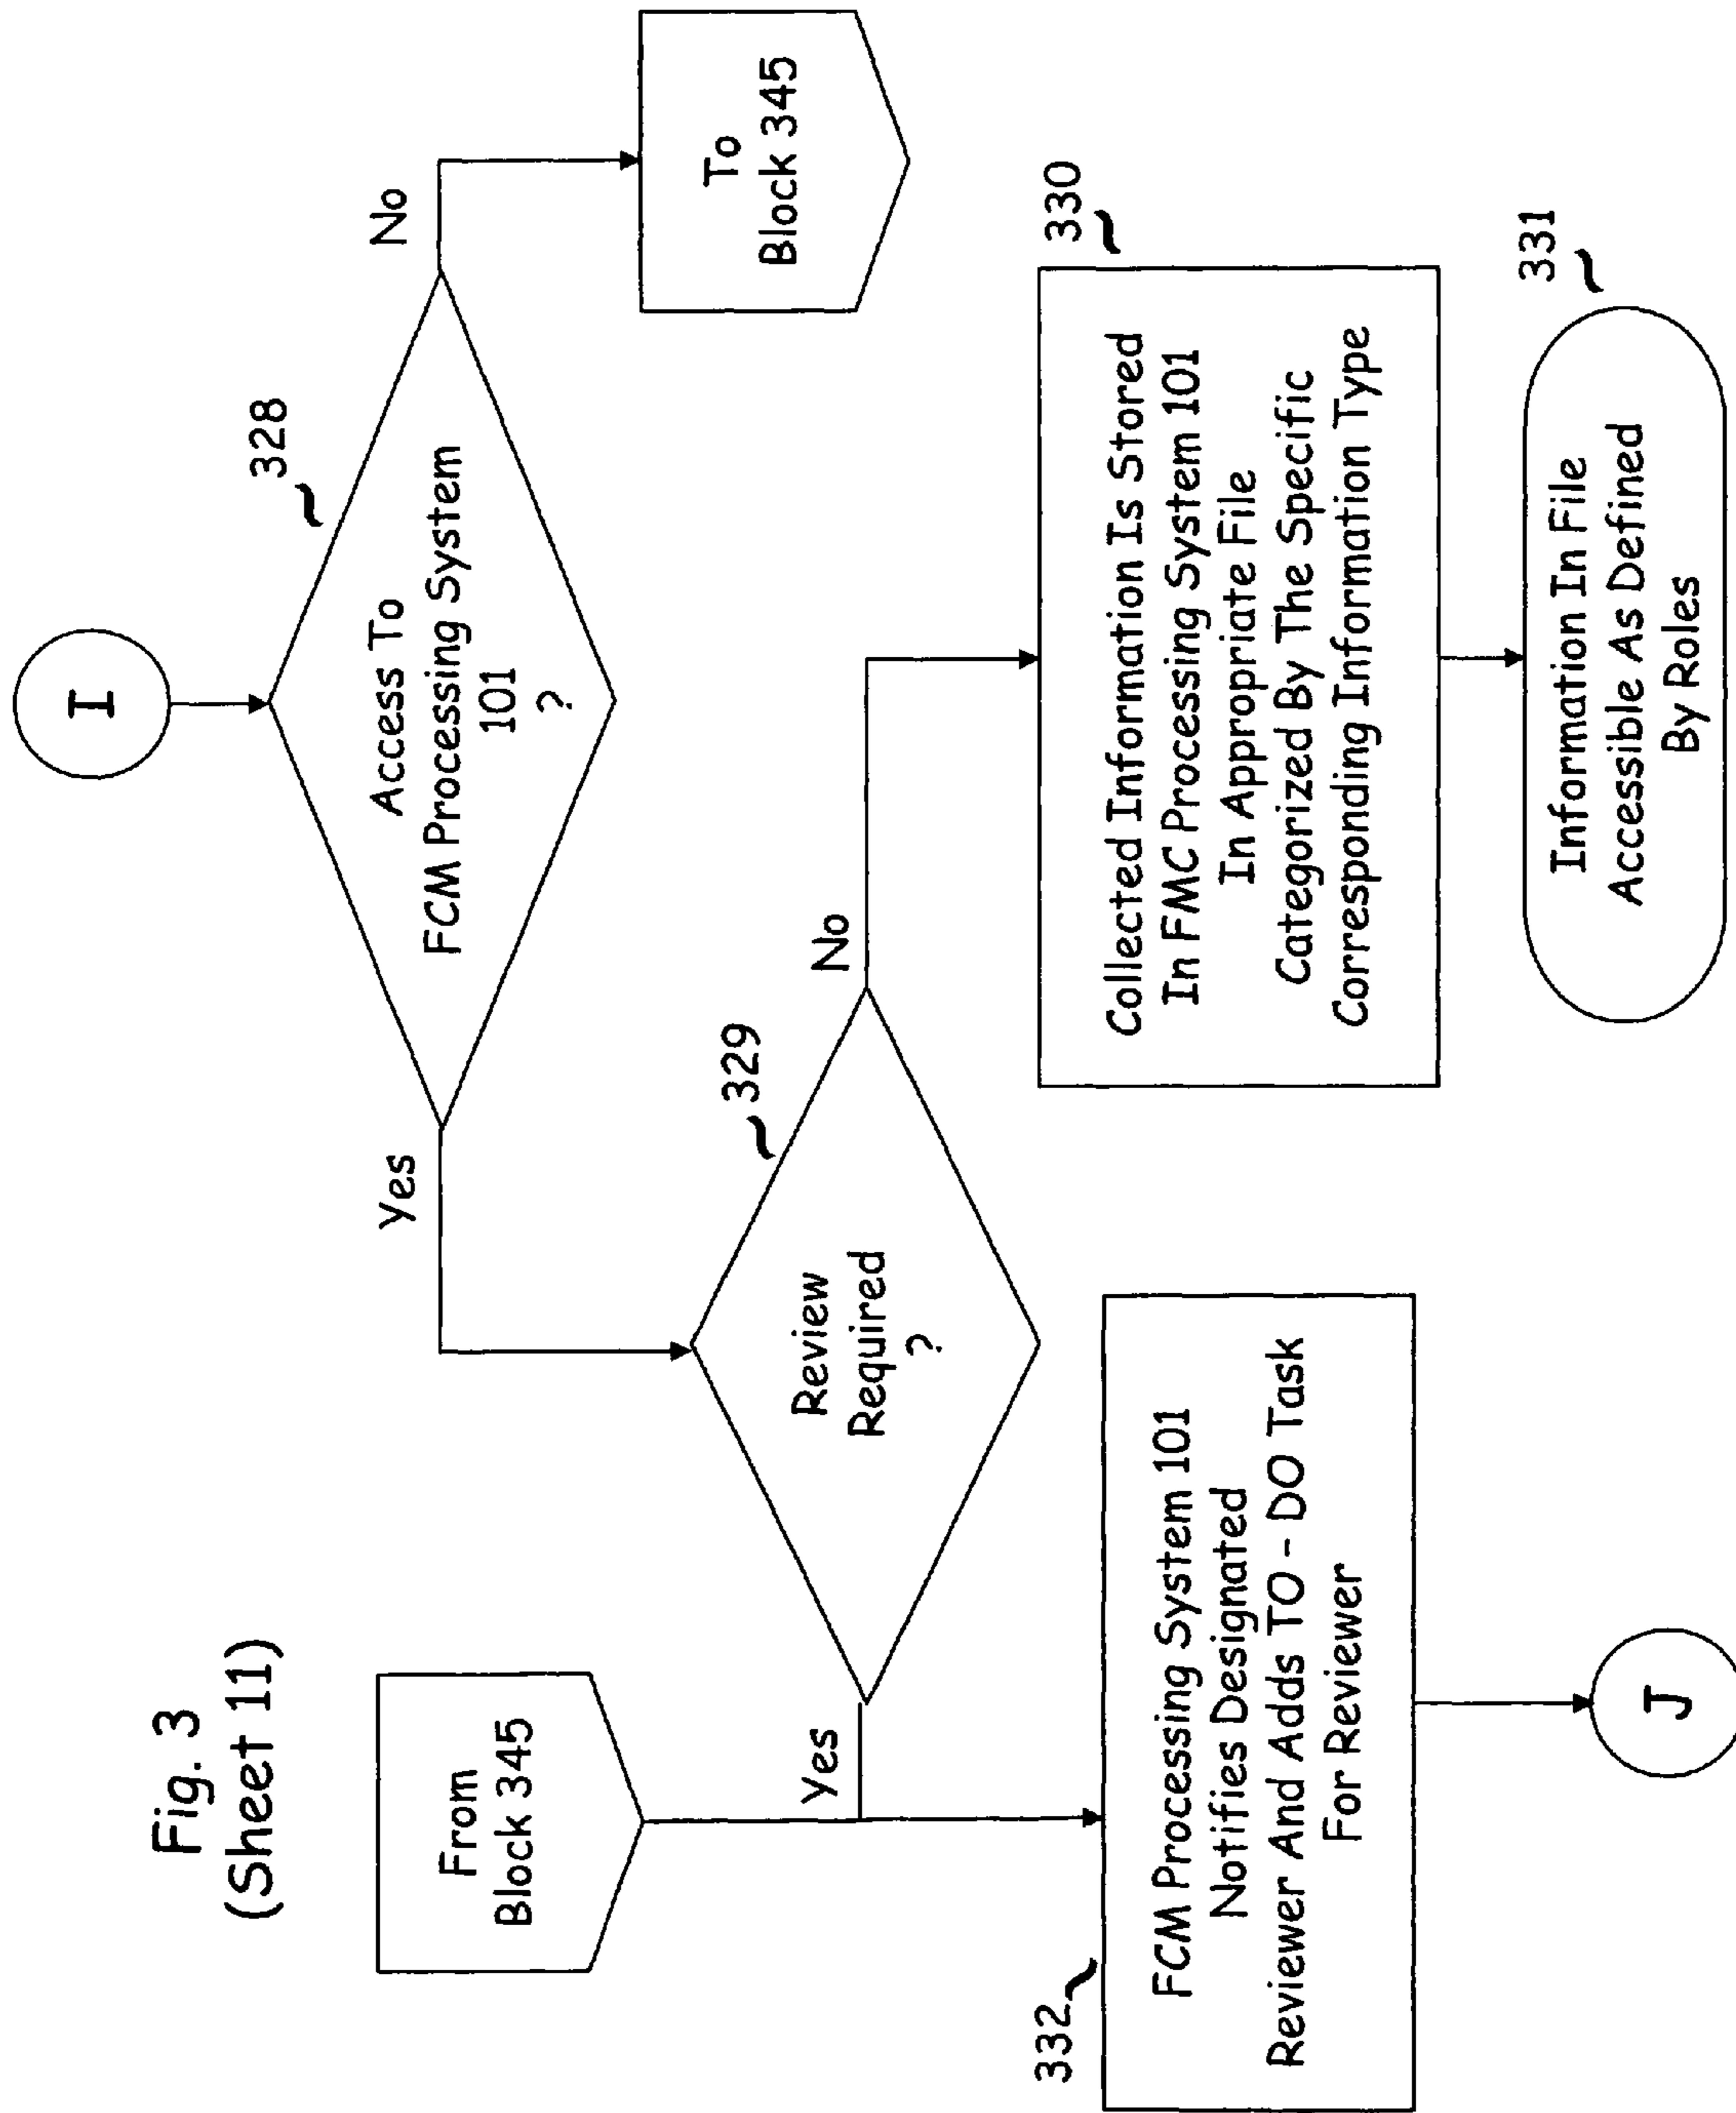 Fig. 3
(Sheet 11)
I
328
Access To
FCM Processing System
101
?
Yes
No
To
Block 345
From
Block 345
329
Review
Required
?
Yes
No
332
FCM Processing System 101
Notifies Designated
Reviewer And Adds TO - DO Task
For Reviewer
J
330
Collected Information Is Stored
In FMC Processing System 101
In Appropriate File
Categorized By The Specific
Corresponding Information Type
331
Information In File
Accessible As Defined
By Roles